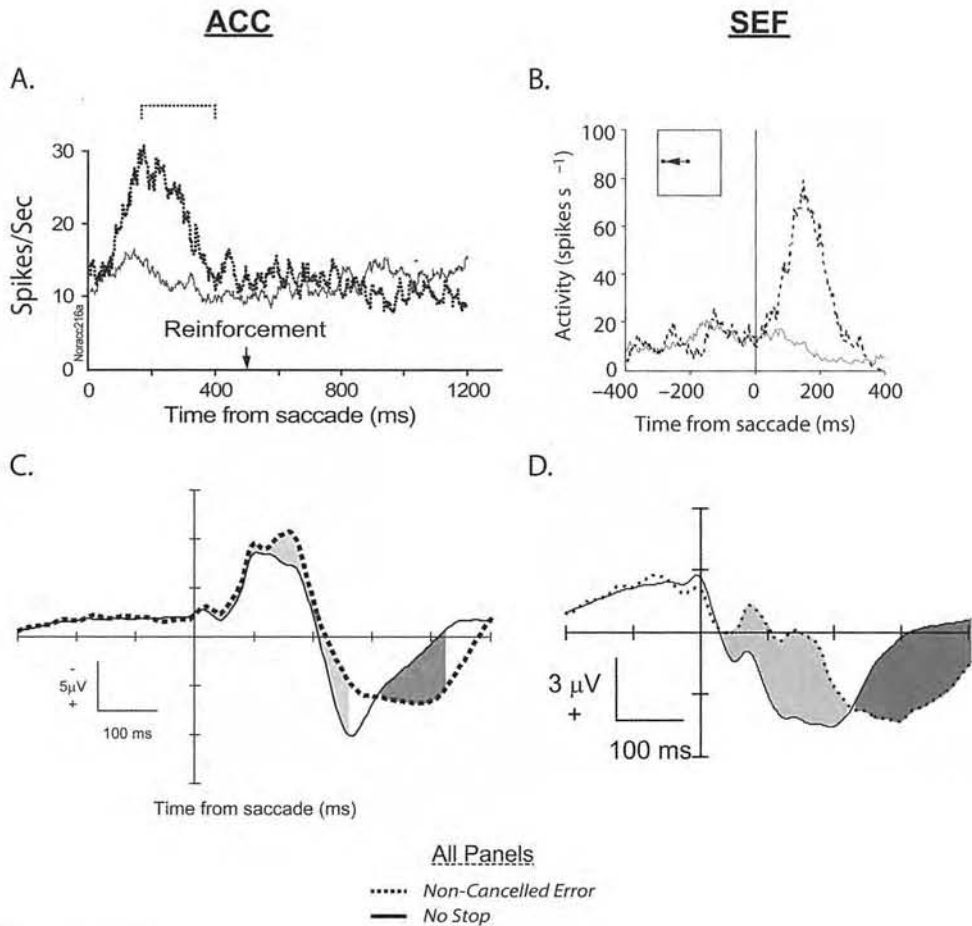 ACC
SEF
A.
B.
Spikes/Sec
30
20
10
0
Noracc216a
Reinforcement
0 400 800 1200
Time from saccade (ms)
Activity (spikes s⁻¹)
100
80
60
40
20
0
−400 −200 0 200 400
Time from saccade (ms)
C.
D.
-
5µV
+
100 ms
Time from saccade (ms)
3 µV
+
100 ms
All Panels
Non-Cancelled Error
No Stop